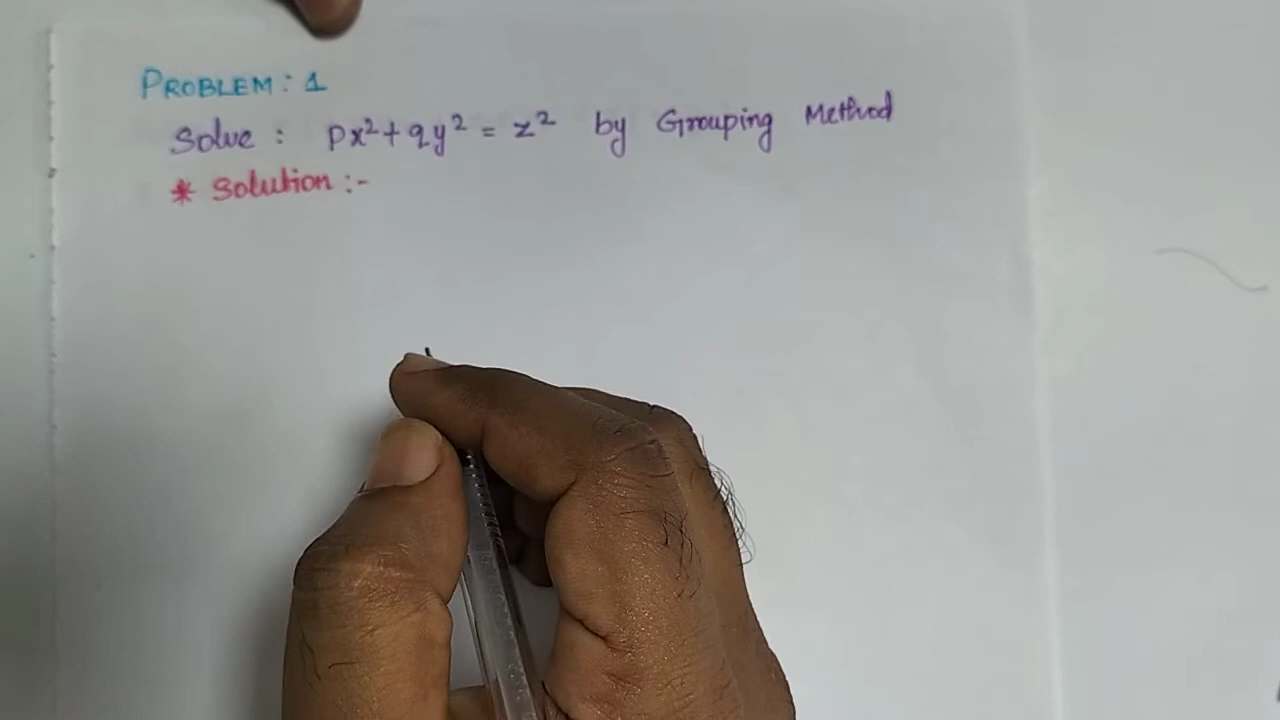 PROBLEM: 1
Solve : px² + qy² = z² by Grouping Method
* Solution :-